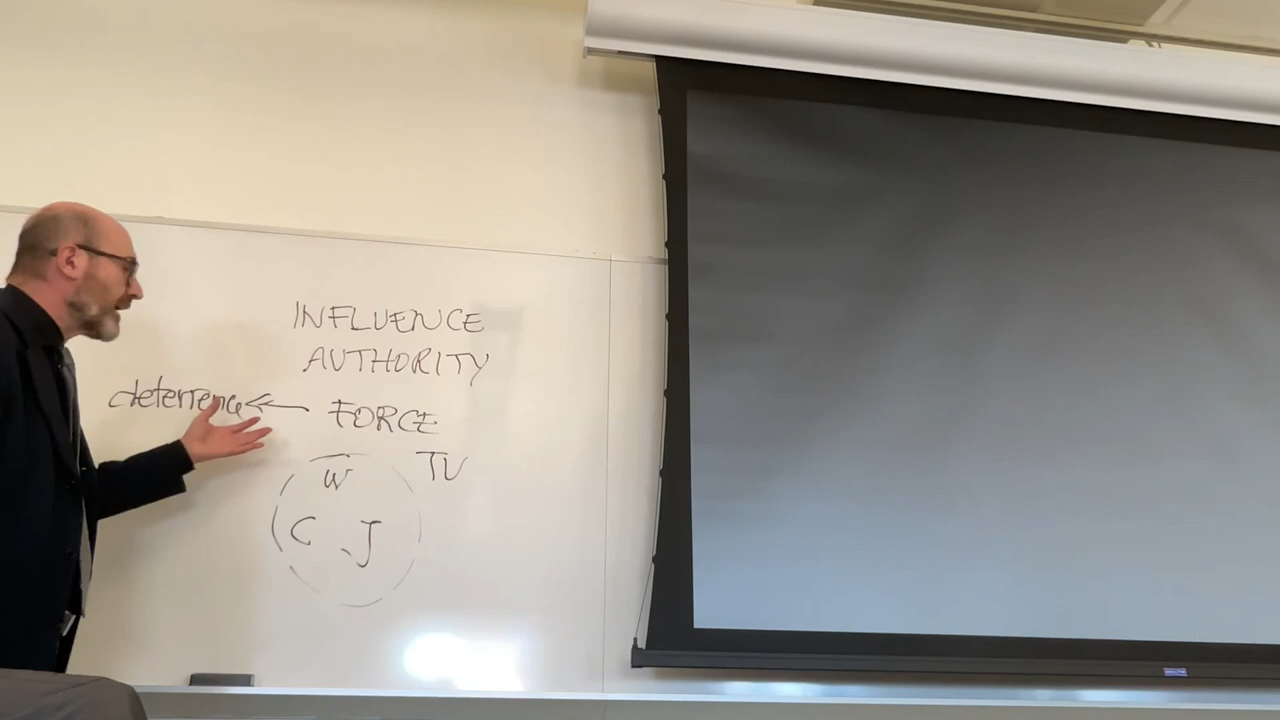 INFLUENCE
AUTHORITY
deterrence ← FORCE
W TV
C J